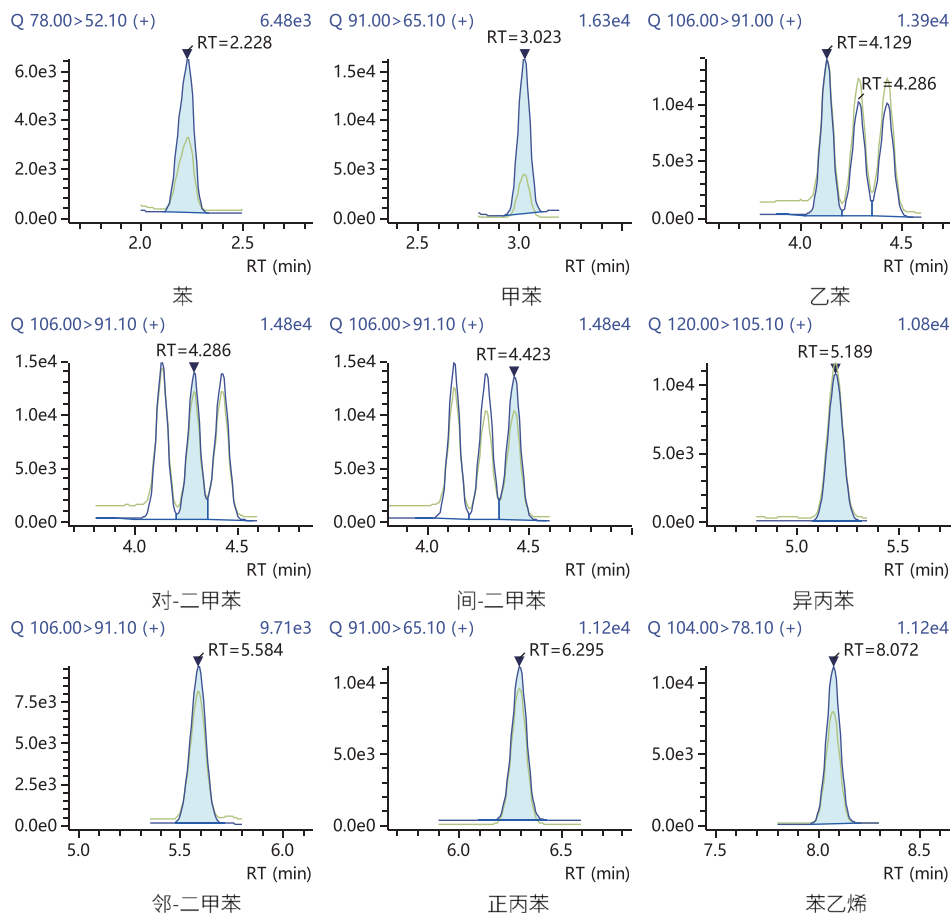 Q 78.00>52.10 (+) 6.48e3
RT=2.228
6.0e3
4.0e3
2.0e3
0.0e0
2.0 2.5
RT (min)
苯
Q 91.00>65.10 (+) 1.63e4
RT=3.023
1.5e4
1.0e4
5.0e3
0.0e0
2.5 3.0
RT (min)
甲苯
Q 106.00>91.00 (+) 1.39e4
RT=4.129
RT=4.286
1.0e4
5.0e3
0.0e0
4.0 4.5
RT (min)
乙苯
Q 106.00>91.10 (+) 1.48e4
RT=4.286
1.5e4
1.0e4
5.0e3
0.0e0
4.0 4.5
RT (min)
对-二甲苯
Q 106.00>91.10 (+) 1.48e4
RT=4.423
1.5e4
1.0e4
5.0e3
0.0e0
4.0 4.5
RT (min)
间-二甲苯
Q 120.00>105.10 (+) 1.08e4
RT=5.189
1.0e4
5.0e3
0.0e0
5.0 5.5
RT (min)
异丙苯
Q 106.00>91.10 (+) 9.71e3
RT=5.584
7.5e3
5.0e3
2.5e3
0.0e0
5.0 5.5 6.0
RT (min)
邻-二甲苯
Q 91.00>65.10 (+) 1.12e4
RT=6.295
1.0e4
5.0e3
0.0e0
6.0 6.5
RT (min)
正丙苯
Q 104.00>78.10 (+) 1.12e4
RT=8.072
1.0e4
5.0e3
0.0e0
7.5 8.0 8.5
RT (min)
苯乙烯